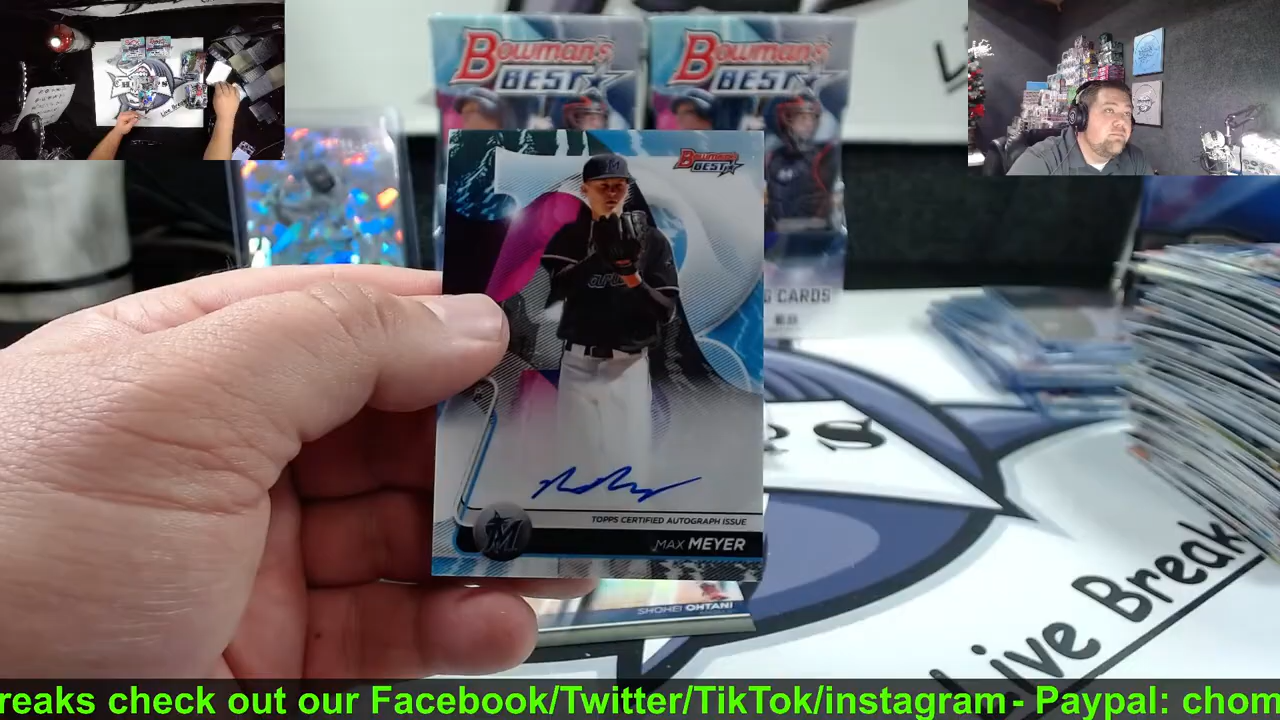 Bowman's
BEST
Bowman's
BEST
BOWMAN'S
BEST
G CARDS
TOPPS CERTIFIED AUTOGRAPH ISSUE
MAX MEYER
SHOHEI OHTANI
Live Break
reaks check out our Facebook/Twitter/TikTok/instagram - Paypal: chom